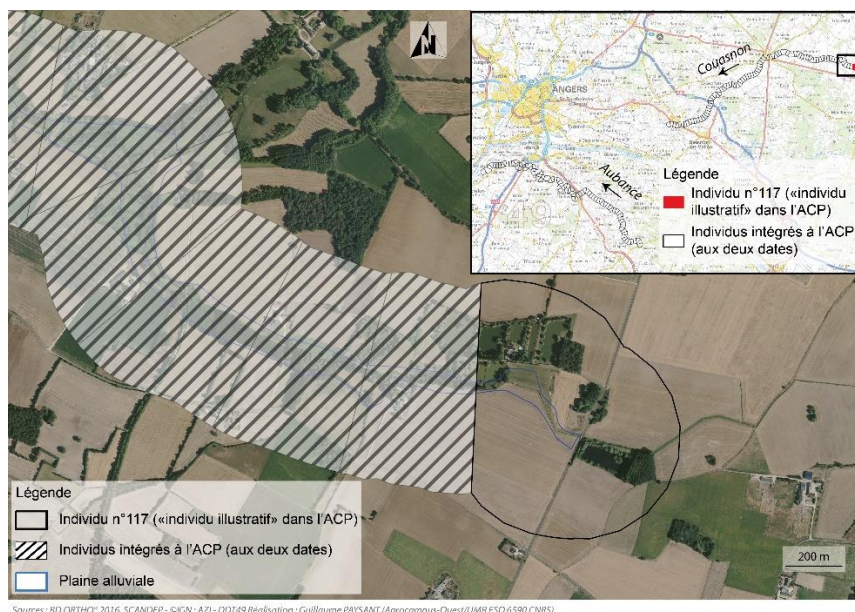 N
Couasnon
ANGERS
Aubance
Légende
Individu n°117 («individu
illustratif» dans l'ACP)
Individus intégrés à l'ACP
(aux deux dates)
Légende
Individu n°117 («individu illustratif» dans l'ACP)
Individus intégrés à l'ACP (aux deux dates)
Plaine alluviale
200 m
Sources : BD ORTHO® 2016, SCANDEP - ©IGN ; AZI - DDT49 Réalisation : Guillaume PAYSANT (Agrocampus-Ouest/UMR ESO 6590 CNRS)